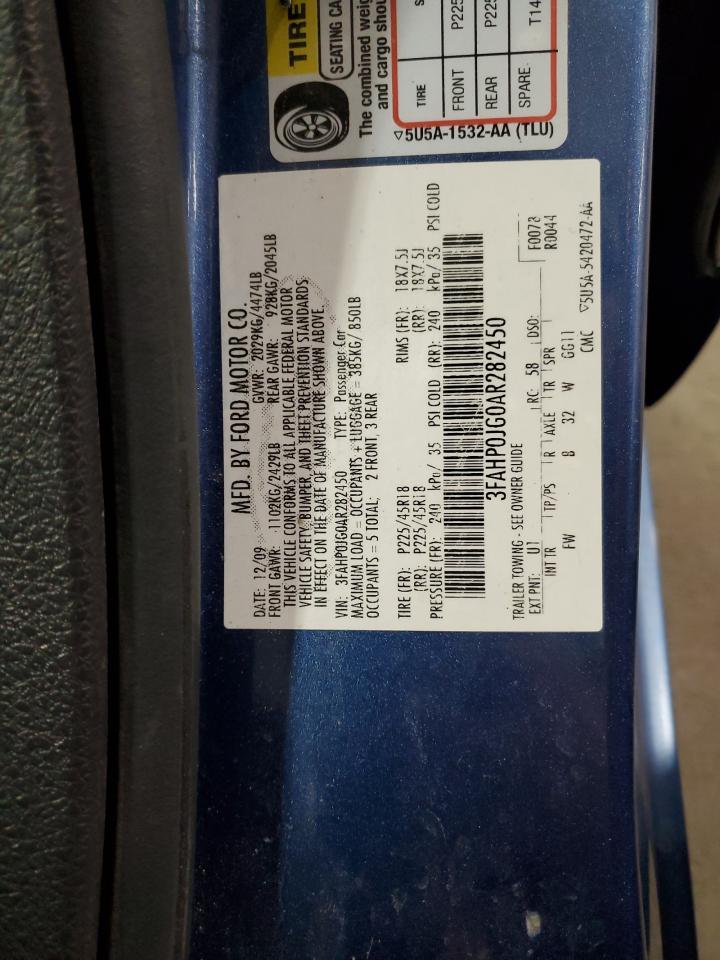 TIRE
SEATING CA
The combined weig
and cargo shou
TIRE S
FRONT P225
REAR P225
SPARE T14
▽5U5A-1532-AA (TLU)
MFD. BY FORD MOTOR CO.
DATE: 12/09 GVWR: 2029KG/4474LB
FRONT GAWR: 1102KG/2429LB REAR GAWR: 928KG/2045LB
THIS VEHICLE CONFORMS TO ALL APPLICABLE FEDERAL MOTOR
VEHICLE SAFETY, BUMPER, AND THEFT PREVENTION STANDARDS
IN EFFECT ON THE DATE OF MANUFACTURE SHOWN ABOVE.
VIN: 3FAHP0JG0AR282450 TYPE: Passenger Car
MAXIMUM LOAD = OCCUPANTS + LUGGAGE = 385KG/ 850LB
OCCUPANTS = 5 TOTAL: 2 FRONT, 3 REAR
TIRE (FR): P225/45R18 RIMS (FR): 18X7.5J
(RR): P225/45R18 (RR): 18X7.5J
PRESSURE (FR): 240 kPa/ 35 PSI COLD (RR): 240 kPa/ 35 PSI COLD
3FAHP0JG0AR282450
TRAILER TOWING - SEE OWNER GUIDE
EXT PNT: U1 RC: 58 DSO: F0073
INT TR TP/PS R AXLE TR SPR R0044
FW B 32 W GG11
CMC ▽5U5A-5420472-AA